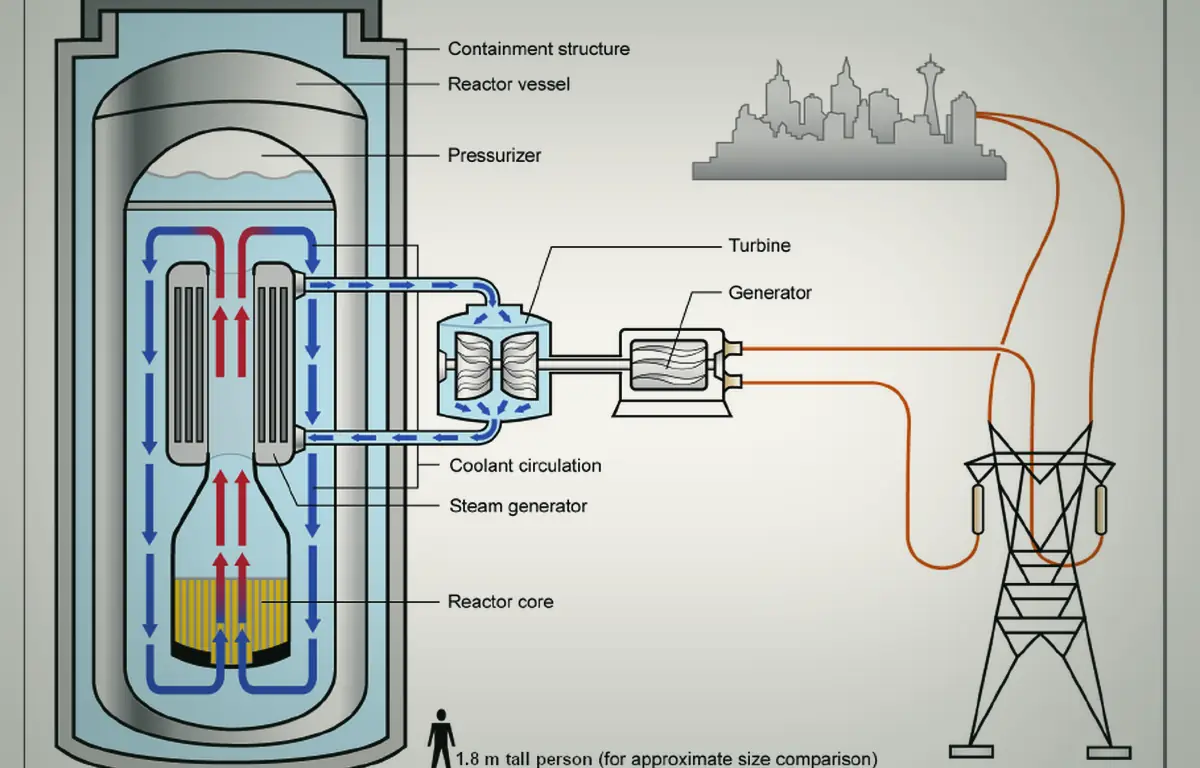 Containment structure
Reactor vessel
Pressurizer
Turbine
Generator
Coolant circulation
Steam generator
Reactor core
1.8 m tall person (for approximate size comparison)